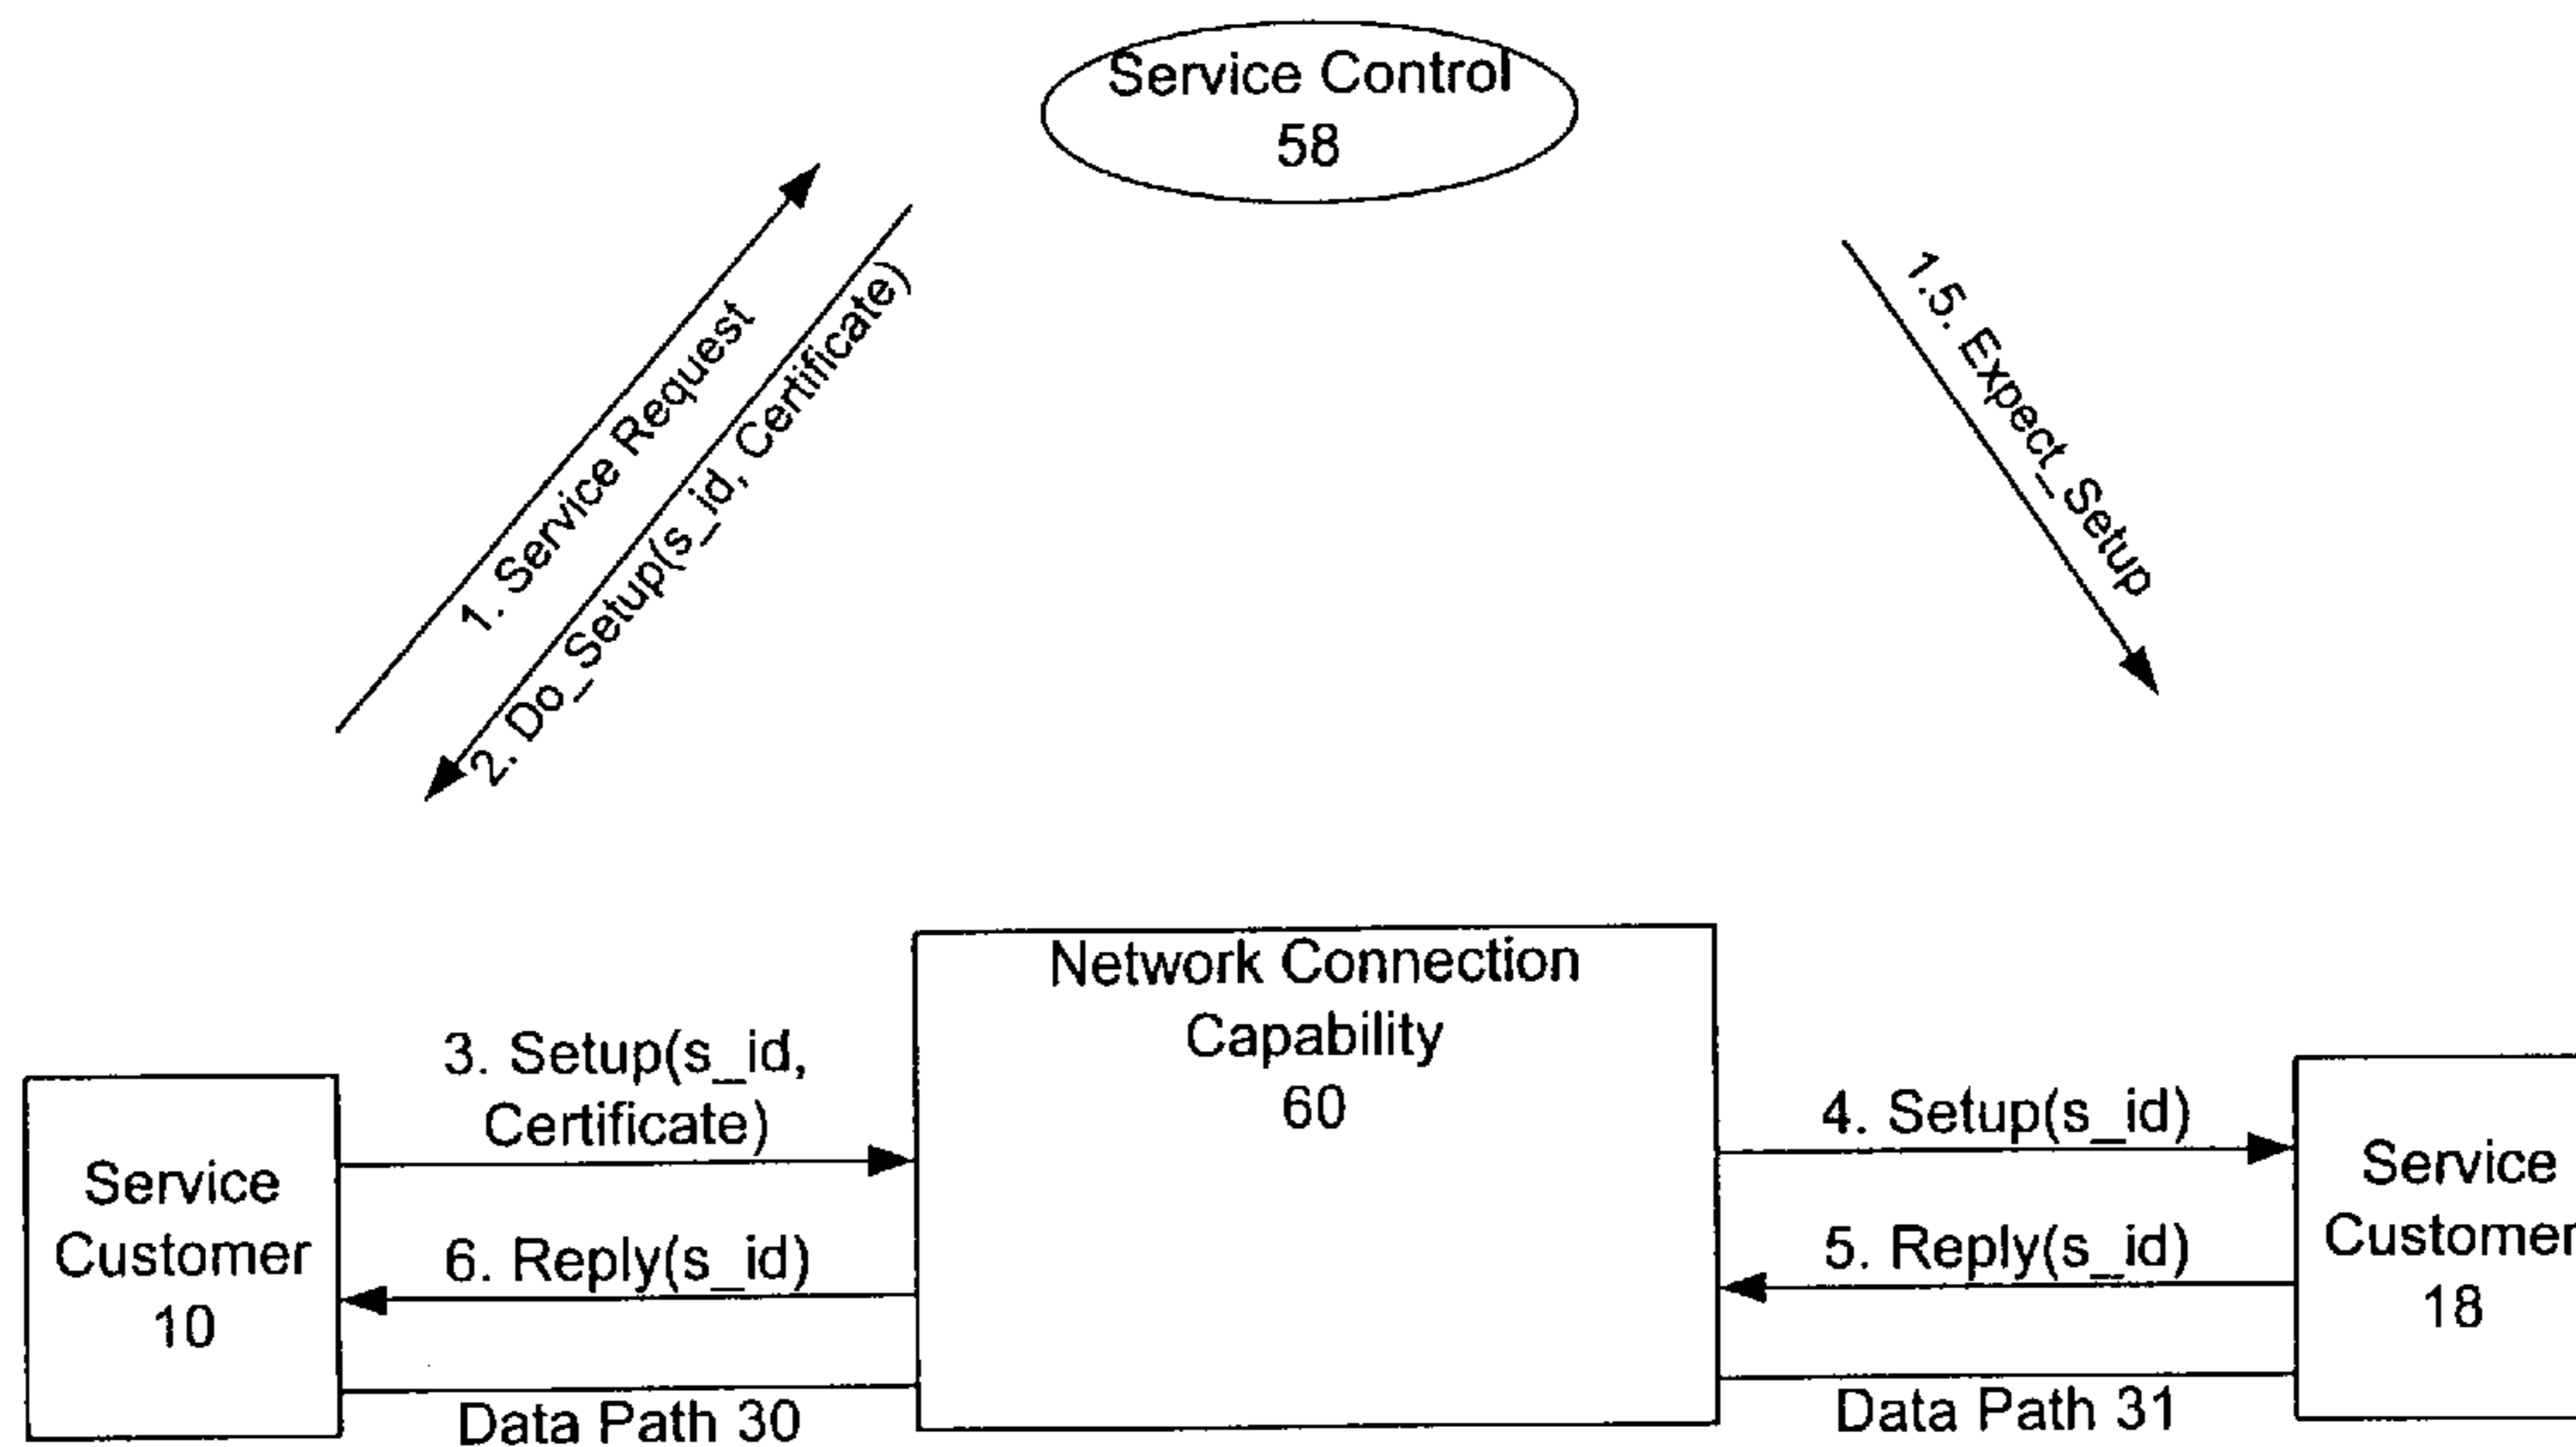 Service Control
58
1. Service Request
2. Do_Setup(s_id, Certificate)
1.5. Expect_Setup
Network Connection
Capability
60
3. Setup(s_id,
Certificate)
4. Setup(s_id)
Service
Customer
10
Service
Customer
18
6. Reply(s_id)
5. Reply(s_id)
Data Path 30
Data Path 31